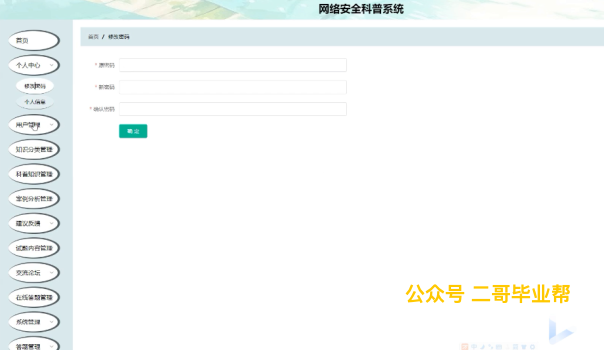 网络安全科普系统
首页
个人中心
修改密码
个人信息
用户管理
知识分类管理
科普知识管理
案例分析管理
建议反馈
试题内容管理
交流论坛
在线答题管理
系统管理
答题管理
首页 / 修改密码
* 原密码
* 新密码
* 确认密码
确 定
公众号 二哥毕业帮